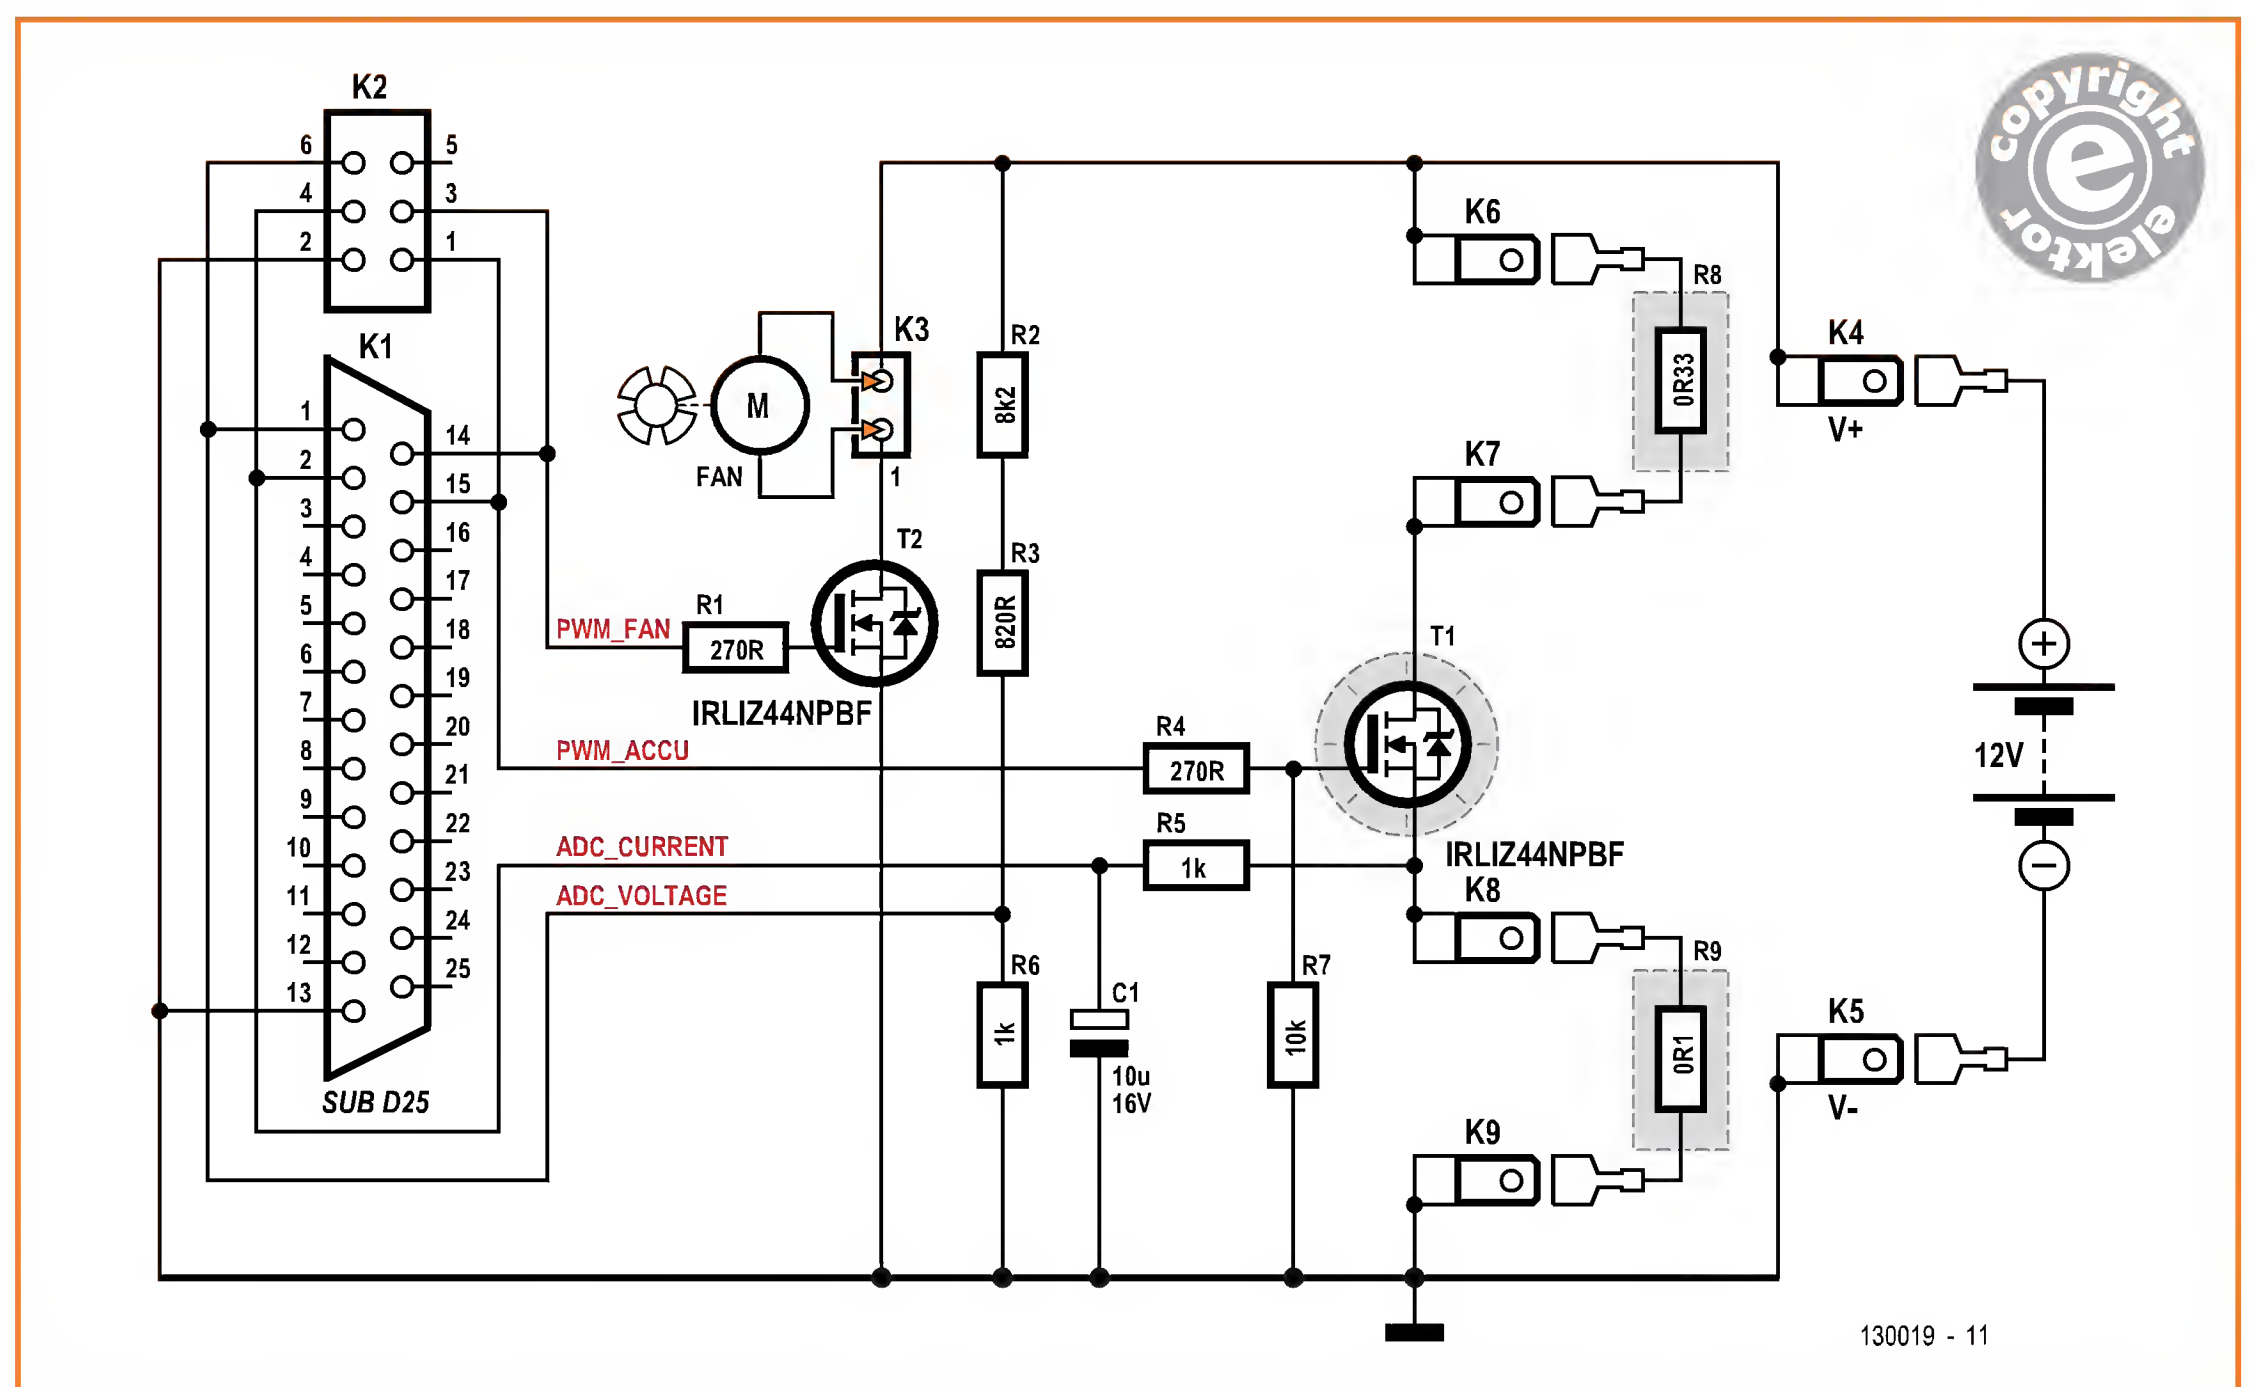 copyright
elektor
K2
6
5
4
3
2
1
K1
1
14
2
15
3
16
4
17
5
18
6
19
7
20
8
21
9
22
10
23
11
24
12
25
13
SUB D25
PWM_FAN
PWM_ACCU
ADC_CURRENT
ADC_VOLTAGE
M
FAN
K3
1
T2
IRLIZ44NPBF
R1
270R
R2
8k2
R3
820R
R4
270R
R5
1k
R6
1k
C1
10u
16V
R7
10k
T1
IRLIZ44NPBF
K6
R8
0R33
K7
K8
R9
0R1
K9
K4
V+
12V
K5
V-
130019 - 11